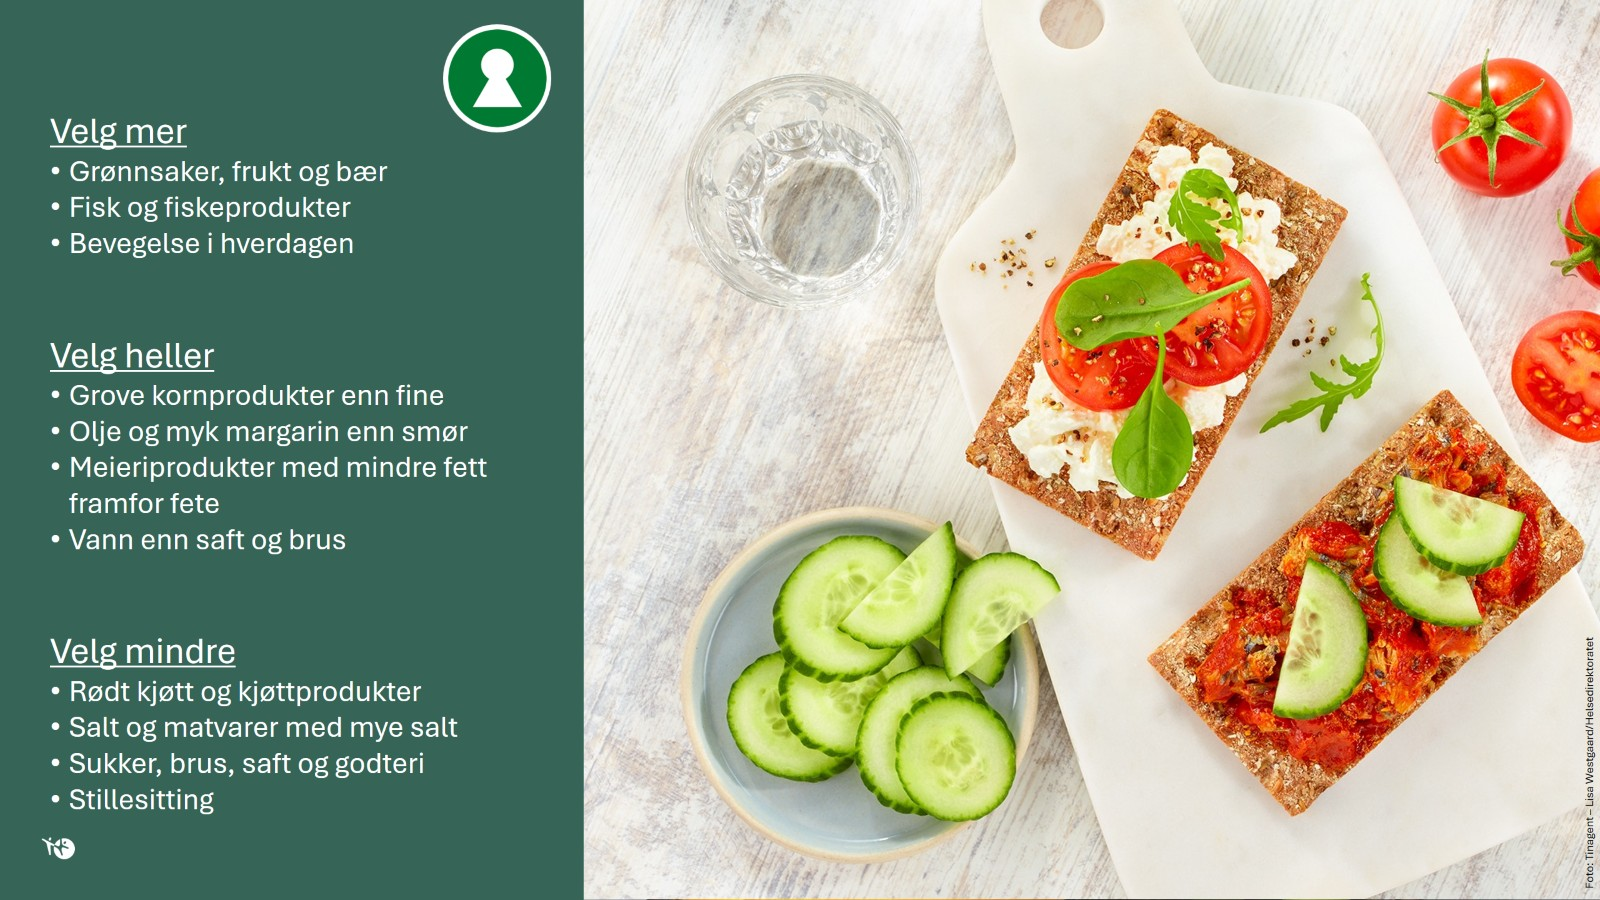 Velg mer
• Grønnsaker, frukt og bær
• Fisk og fiskeprodukter
• Bevegelse i hverdagen
Velg heller
• Grove kornprodukter enn fine
• Olje og myk margarin enn smør
• Meieriprodukter med mindre fett
framfor fete
• Vann enn saft og brus
Velg mindre
• Rødt kjøtt og kjøttprodukter
• Salt og matvarer med mye salt
• Sukker, brus, saft og godteri
• Stillesitting
Foto: Tinagent – Lisa Westgaard/Helsedirektoratet